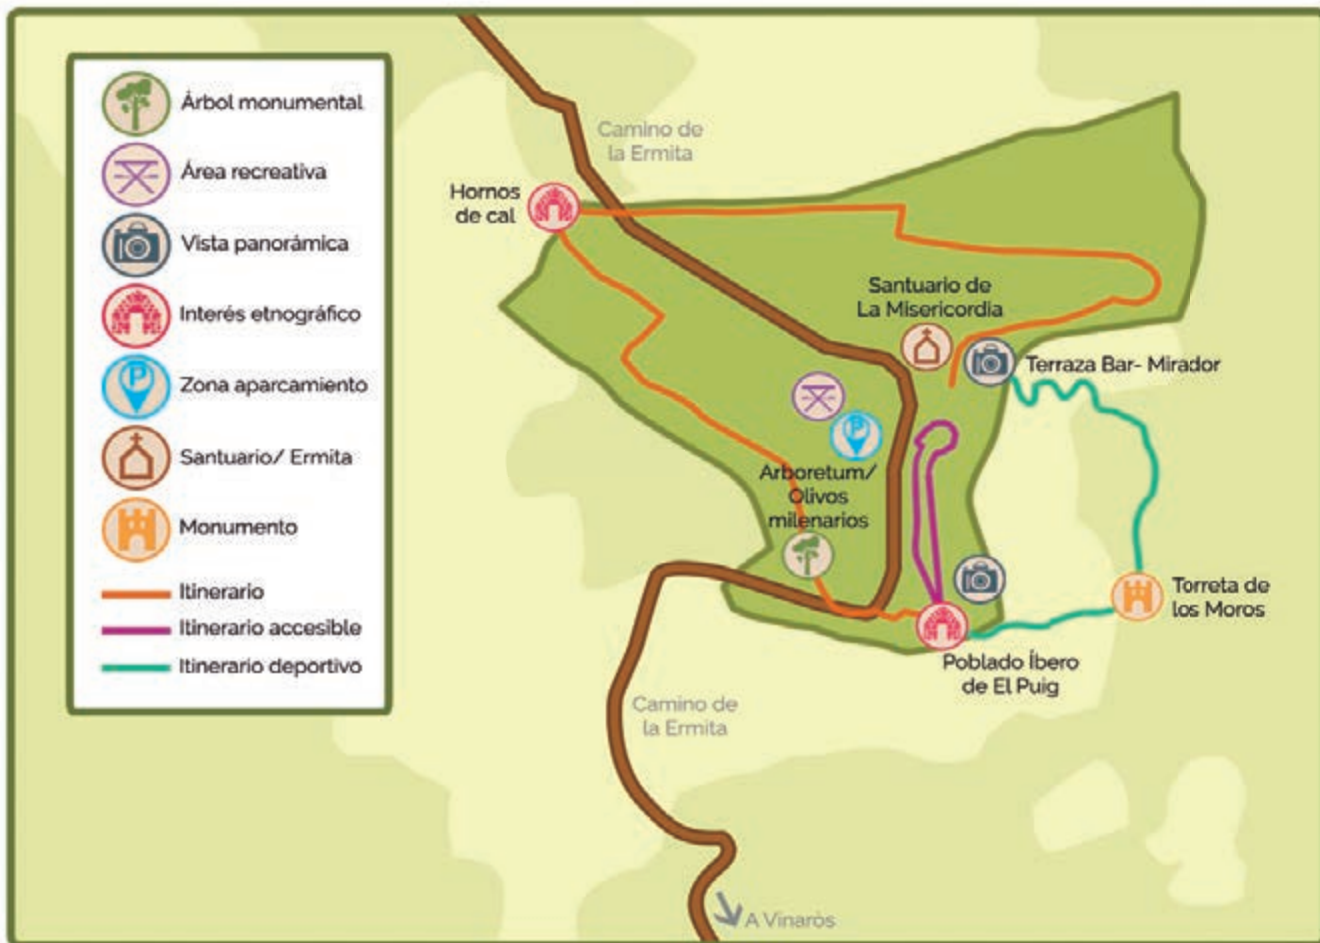 Árbol monumental
Área recreativa
Vista panorámica
Interés etnográfico
Zona aparcamiento
Santuario/ Ermita
Monumento
Itinerario
Itinerario accesible
Itinerario deportivo
Camino de
la Ermita
Hornos
de cal
Santuario de
La Misericordia
Terraza Bar- Mirador
P
Arboretum/
Olivos
milenarios
Torreta de
los Moros
Poblado Íbero
de El Puig
Camino de
la Ermita
A Vinaròs